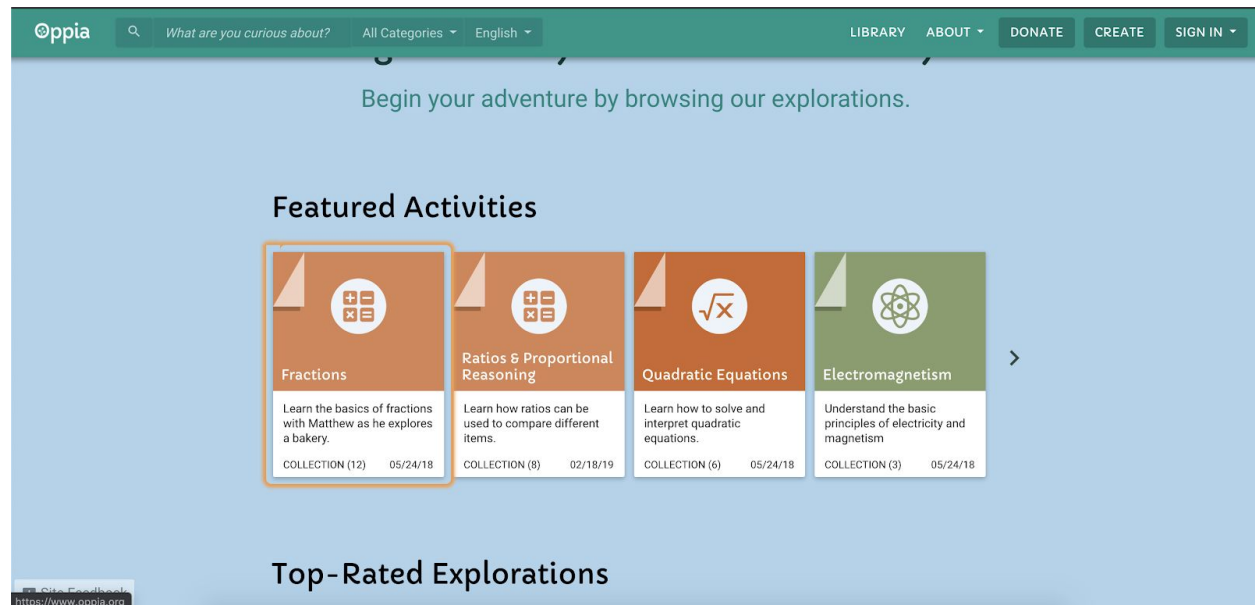 Oppia
What are you curious about?
All Categories
English
LIBRARY
ABOUT
DONATE
CREATE
SIGN IN
Begin your adventure by browsing our explorations.
Featured Activities
Fractions
Learn the basics of fractions
with Matthew as he explores
a bakery.
COLLECTION (12) 05/24/18
Ratios & Proportional
Reasoning
Learn how ratios can be
used to compare different
items.
COLLECTION (8) 02/18/19
Quadratic Equations
Learn how to solve and
interpret quadratic
equations.
COLLECTION (6) 05/24/18
Electromagnetism
Understand the basic
principles of electricity and
magnetism
COLLECTION (3) 05/24/18
Top-Rated Explorations
Site Feedback
https://www.oppia.org